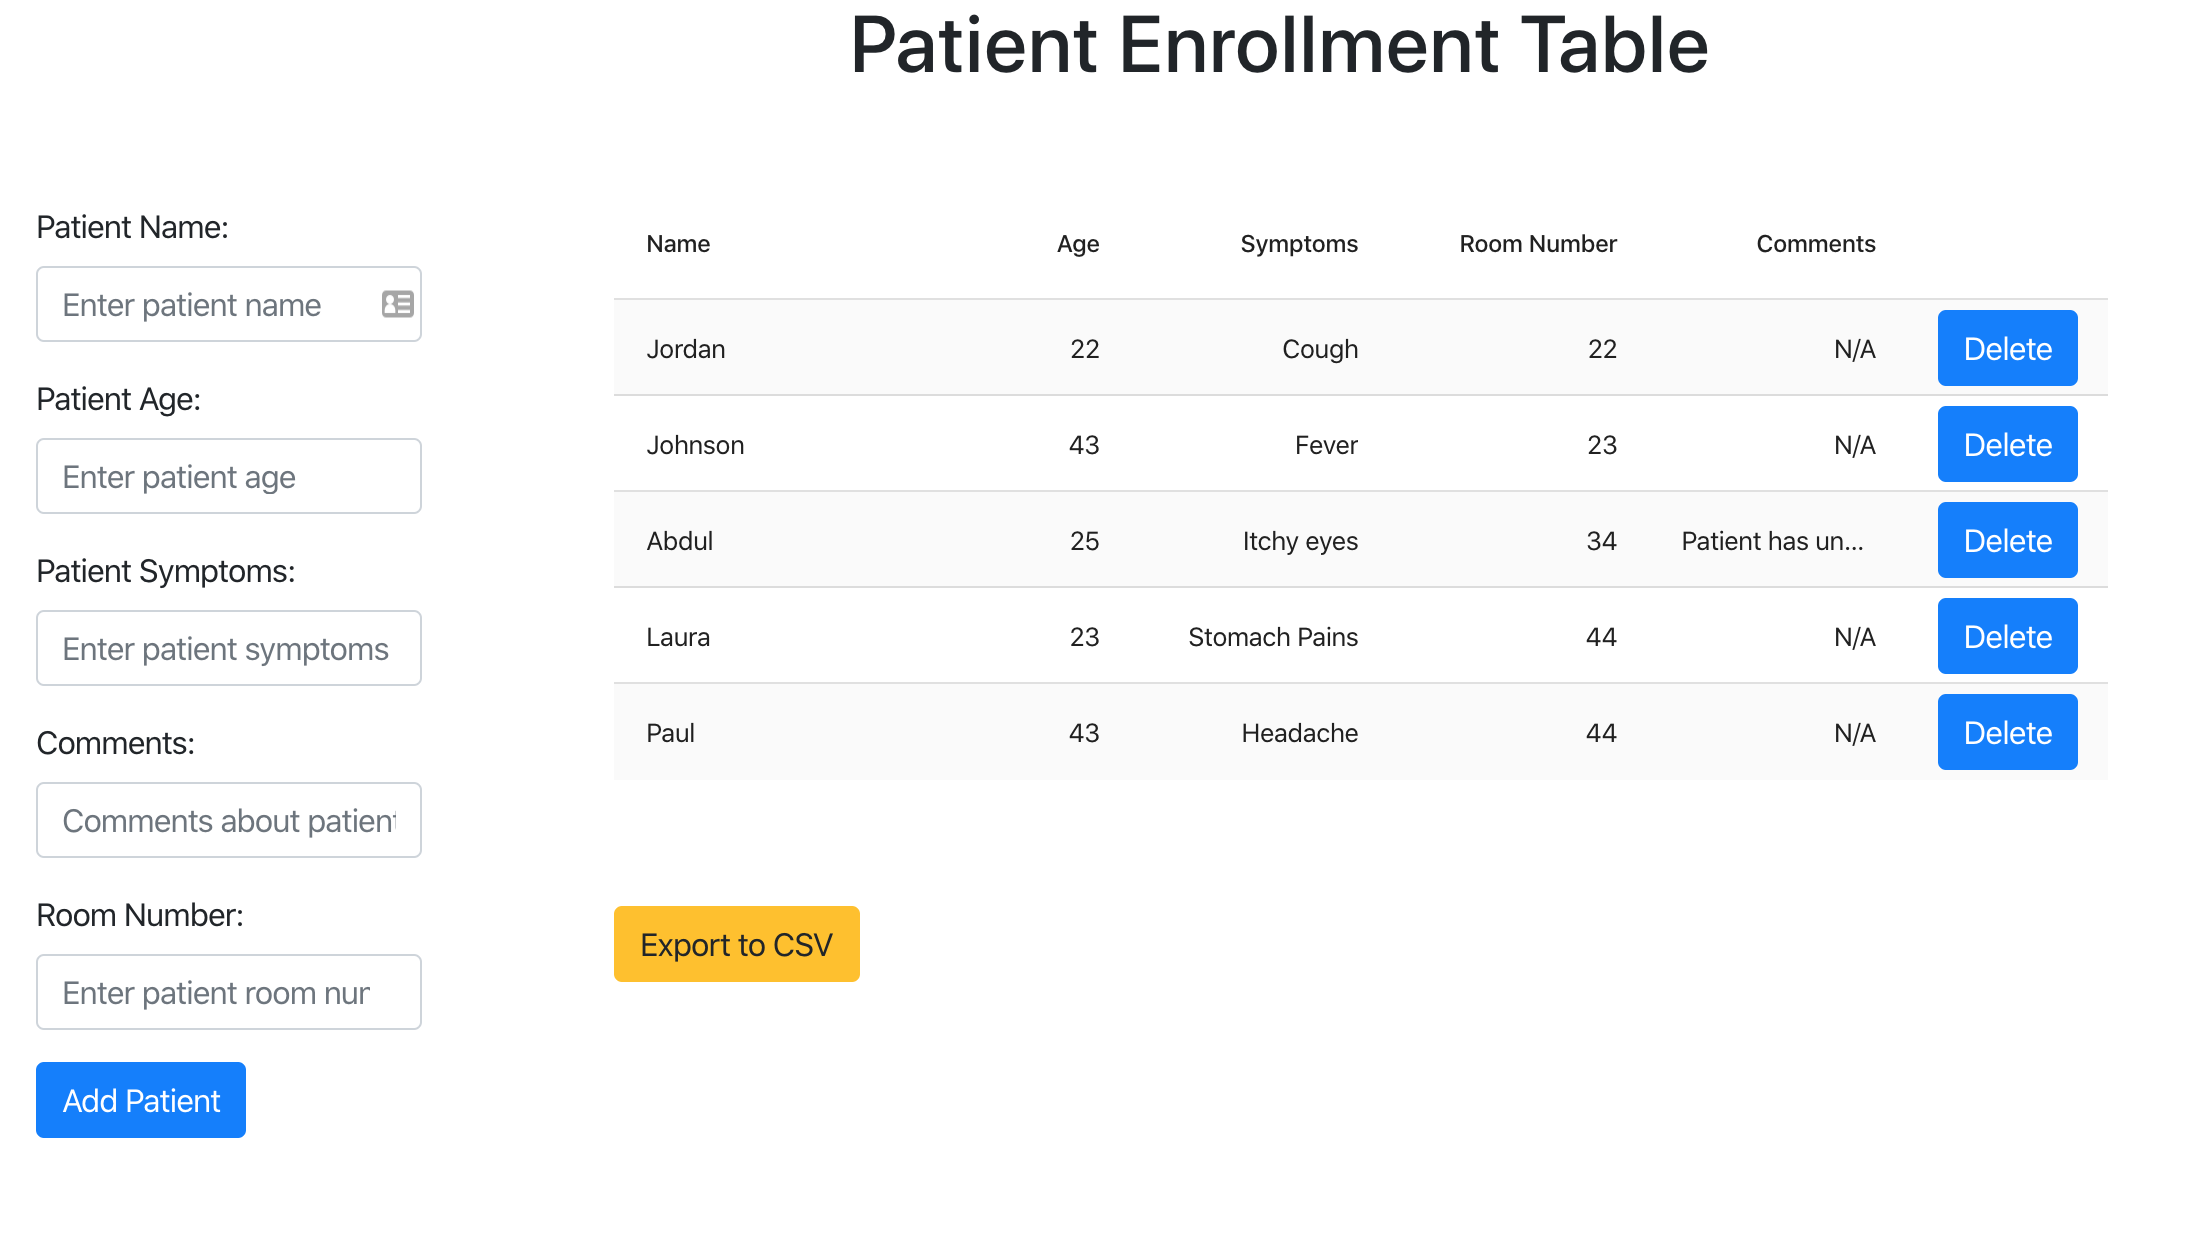 Patient Enrollment Table
Patient Name:
Enter patient name
Patient Age:
Enter patient age
Patient Symptoms:
Enter patient symptoms
Comments:
Comments about patient
Room Number:
Enter patient room nur
Add Patient
Name Age Symptoms Room Number Comments
Jordan 22 Cough 22 N/A Delete
Johnson 43 Fever 23 N/A Delete
Abdul 25 Itchy eyes 34 Patient has un... Delete
Laura 23 Stomach Pains 44 N/A Delete
Paul 43 Headache 44 N/A Delete
Export to CSV